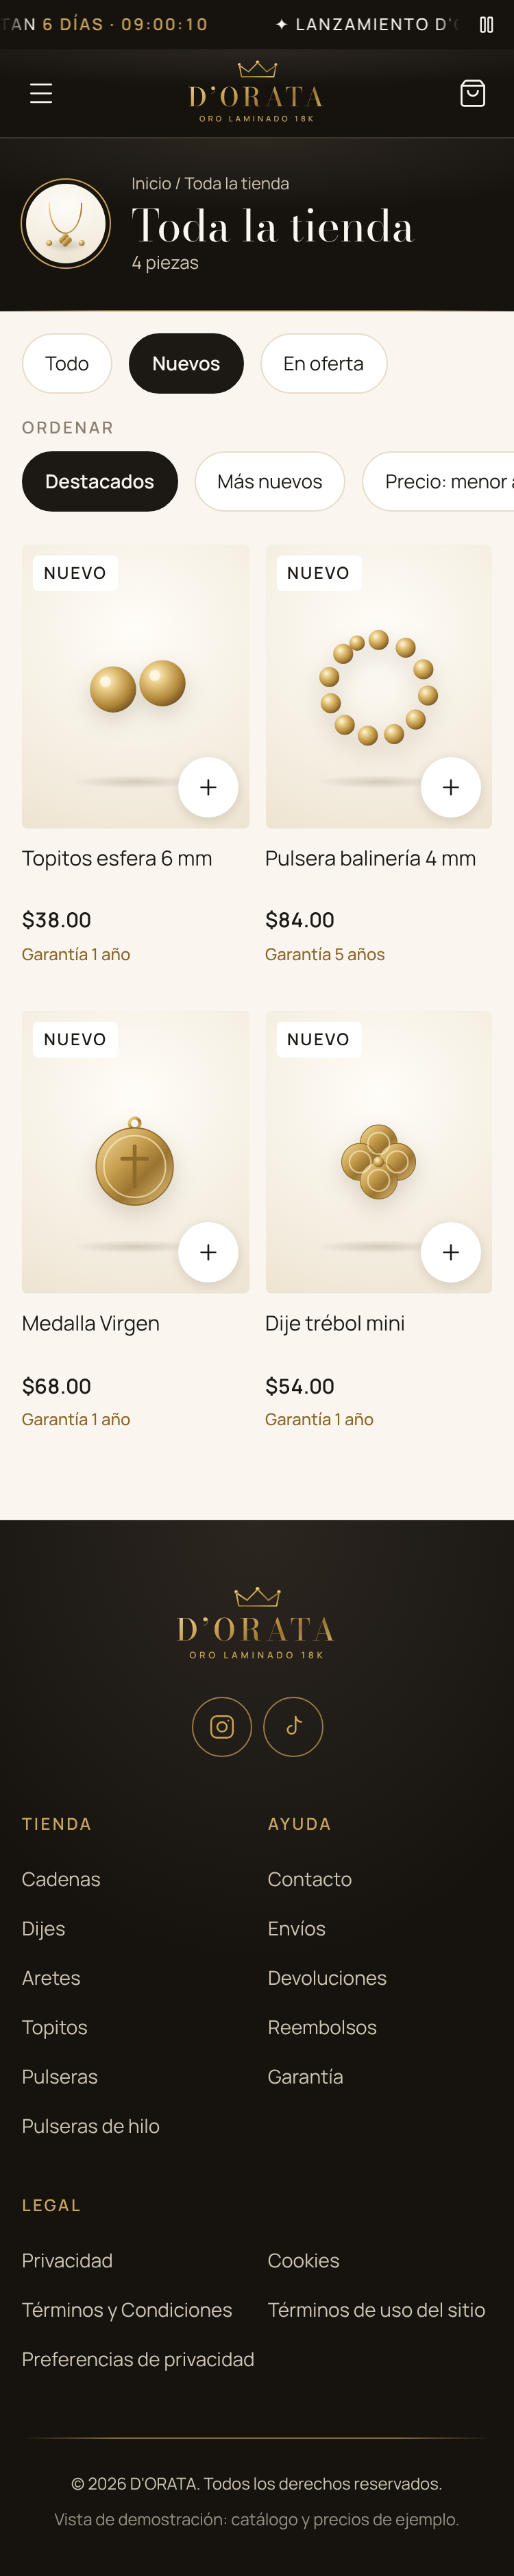 TAN 6 DÍAS · 09:00:10 ✦ LANZAMIENTO D'
D'ORATA
ORO LAMINADO 18K
Inicio / Toda la tienda
Toda la tienda
4 piezas
Todo Nuevos En oferta
ORDENAR
Destacados Más nuevos Precio: menor
NUEVO NUEVO
Topitos esfera 6 mm Pulsera balinería 4 mm
$38.00 $84.00
Garantía 1 año Garantía 5 años
NUEVO NUEVO
Medalla Virgen Dije trébol mini
$68.00 $54.00
Garantía 1 año Garantía 1 año
D'ORATA
ORO LAMINADO 18K
TIENDA AYUDA
Cadenas Contacto
Dijes Envíos
Aretes Devoluciones
Topitos Reembolsos
Pulseras Garantía
Pulseras de hilo
LEGAL
Privacidad Cookies
Términos y Condiciones Términos de uso del sitio
Preferencias de privacidad
© 2026 D'ORATA. Todos los derechos reservados.
Vista de demostración: catálogo y precios de ejemplo.